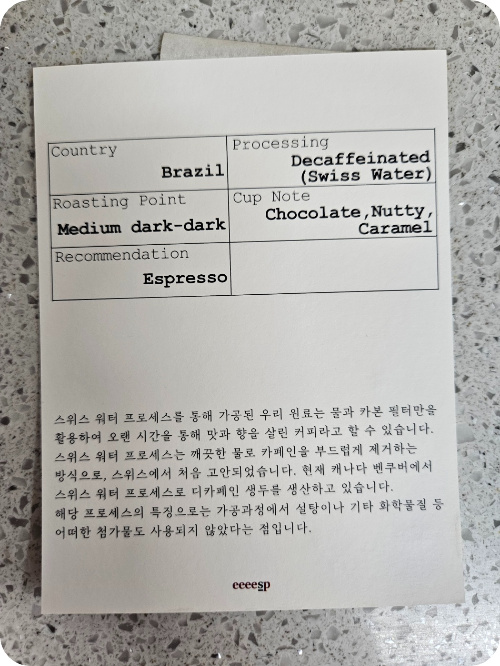 Country
Brazil
Processing
Decaffeinated
(Swiss Water)
Roasting Point
Medium dark-dark
Cup Note
Chocolate,Nutty,
Caramel
Recommendation
Espresso
스위스 워터 프로세스를 통해 가공된 우리 원료는 물과 카본 필터만을
활용하여 오랜 시간을 통해 맛과 향을 살린 커피라고 할 수 있습니다.
스위스 워터 프로세스는 깨끗한 물로 카페인을 부드럽게 제거하는
방식으로, 스위스에서 처음 고안되었습니다. 현재 캐나다 벤쿠버에서
스위스 워터 프로세스로 디카페인 생두를 생산하고 있습니다.
해당 프로세스의 특징으로는 가공과정에서 설탕이나 기타 화학물질 등
어떠한 첨가물도 사용되지 않았다는 점입니다.
eeeesp